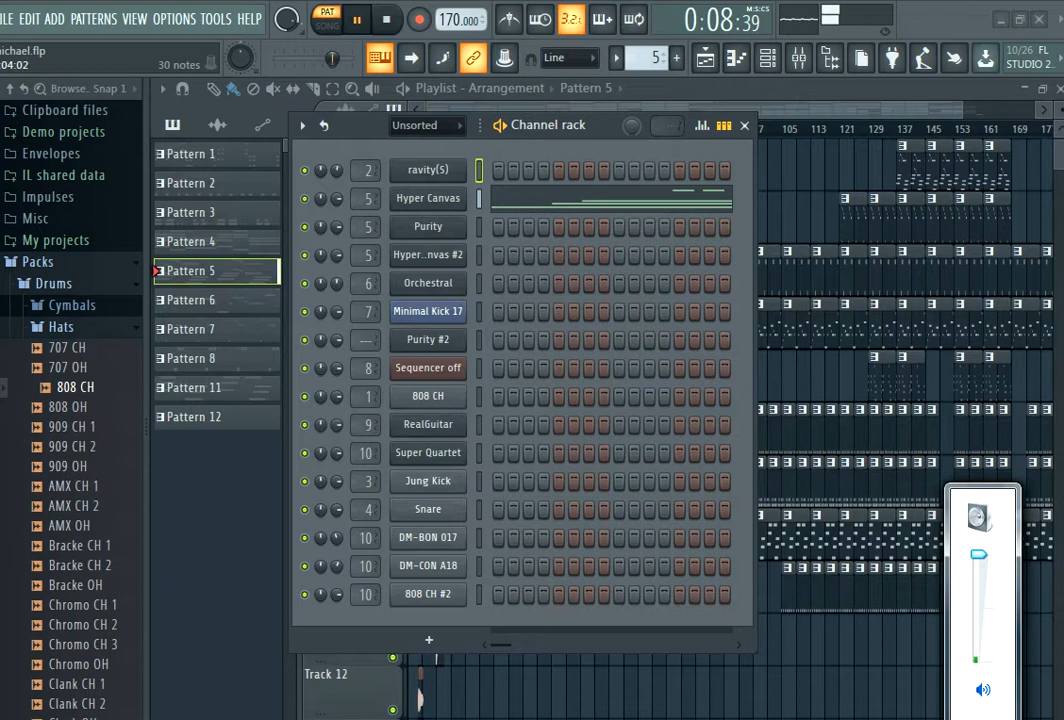 ILE EDIT ADD PATTERNS VIEW OPTIONS TOOLS HELP
PAT
SONG
3.2
170.000
M:S:CS
0:08:39
michael.flp
:04:02
30 notes
Line
5
10/26 FL
STUDIO 2..
Browse.. Snap 1
Playlist - Arrangement
Pattern 5
Clipboard files
Demo projects
Envelopes
IL shared data
Impulses
Misc
My projects
Packs
Drums
Cymbals
Hats
707 CH
707 OH
808 CH
808 OH
909 CH 1
909 CH 2
909 OH
AMX CH 1
AMX CH 2
AMX OH
Bracke CH 1
Bracke CH 2
Bracke OH
Chromo CH 1
Chromo CH 2
Chromo CH 3
Chromo OH
Clank CH 1
Clank CH 2
Pattern 1
Pattern 2
Pattern 3
Pattern 4
Pattern 5
Pattern 6
Pattern 7
Pattern 8
Pattern 11
Pattern 12
Unsorted
Channel rack
2 ravity(S)
5 Hyper Canvas
5 Purity
5 Hyper..nvas #2
6 Orchestral
7 Minimal Kick 17
--- Purity #2
8 Sequencer off
1 808 CH
9 RealGuitar
10 Super Quartet
3 Jung Kick
4 Snare
10 DM-BON 017
10 DM-CON A18
10 808 CH #2
+
7 105 113 121 129 137 145 153 161 169 17
Track 12